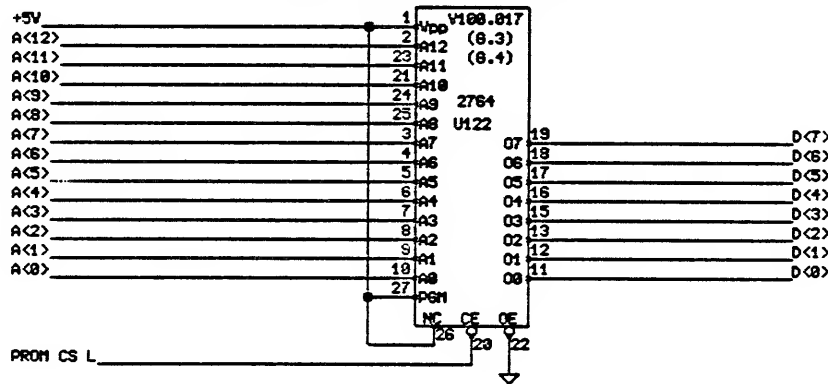 +5V 1 VPP V100.017
A<12> 2 A12 (6.3)
A<11> 23 A11 (6.4)
A<10> 21 A10
A<9> 24 A9 2764
A<8> 25 A8 U122
A<7> 3 A7 O7 19 D<7>
A<6> 4 A6 O6 18 D<6>
A<5> 5 A5 O5 17 D<5>
A<4> 6 A4 O4 16 D<4>
A<3> 7 A3 O3 15 D<3>
A<2> 8 A2 O2 13 D<2>
A<1> 9 A1 O1 12 D<1>
A<0> 10 A0 O0 11 D<0>
27 PGM
NC CE OE
26 20 22
PROM CS L